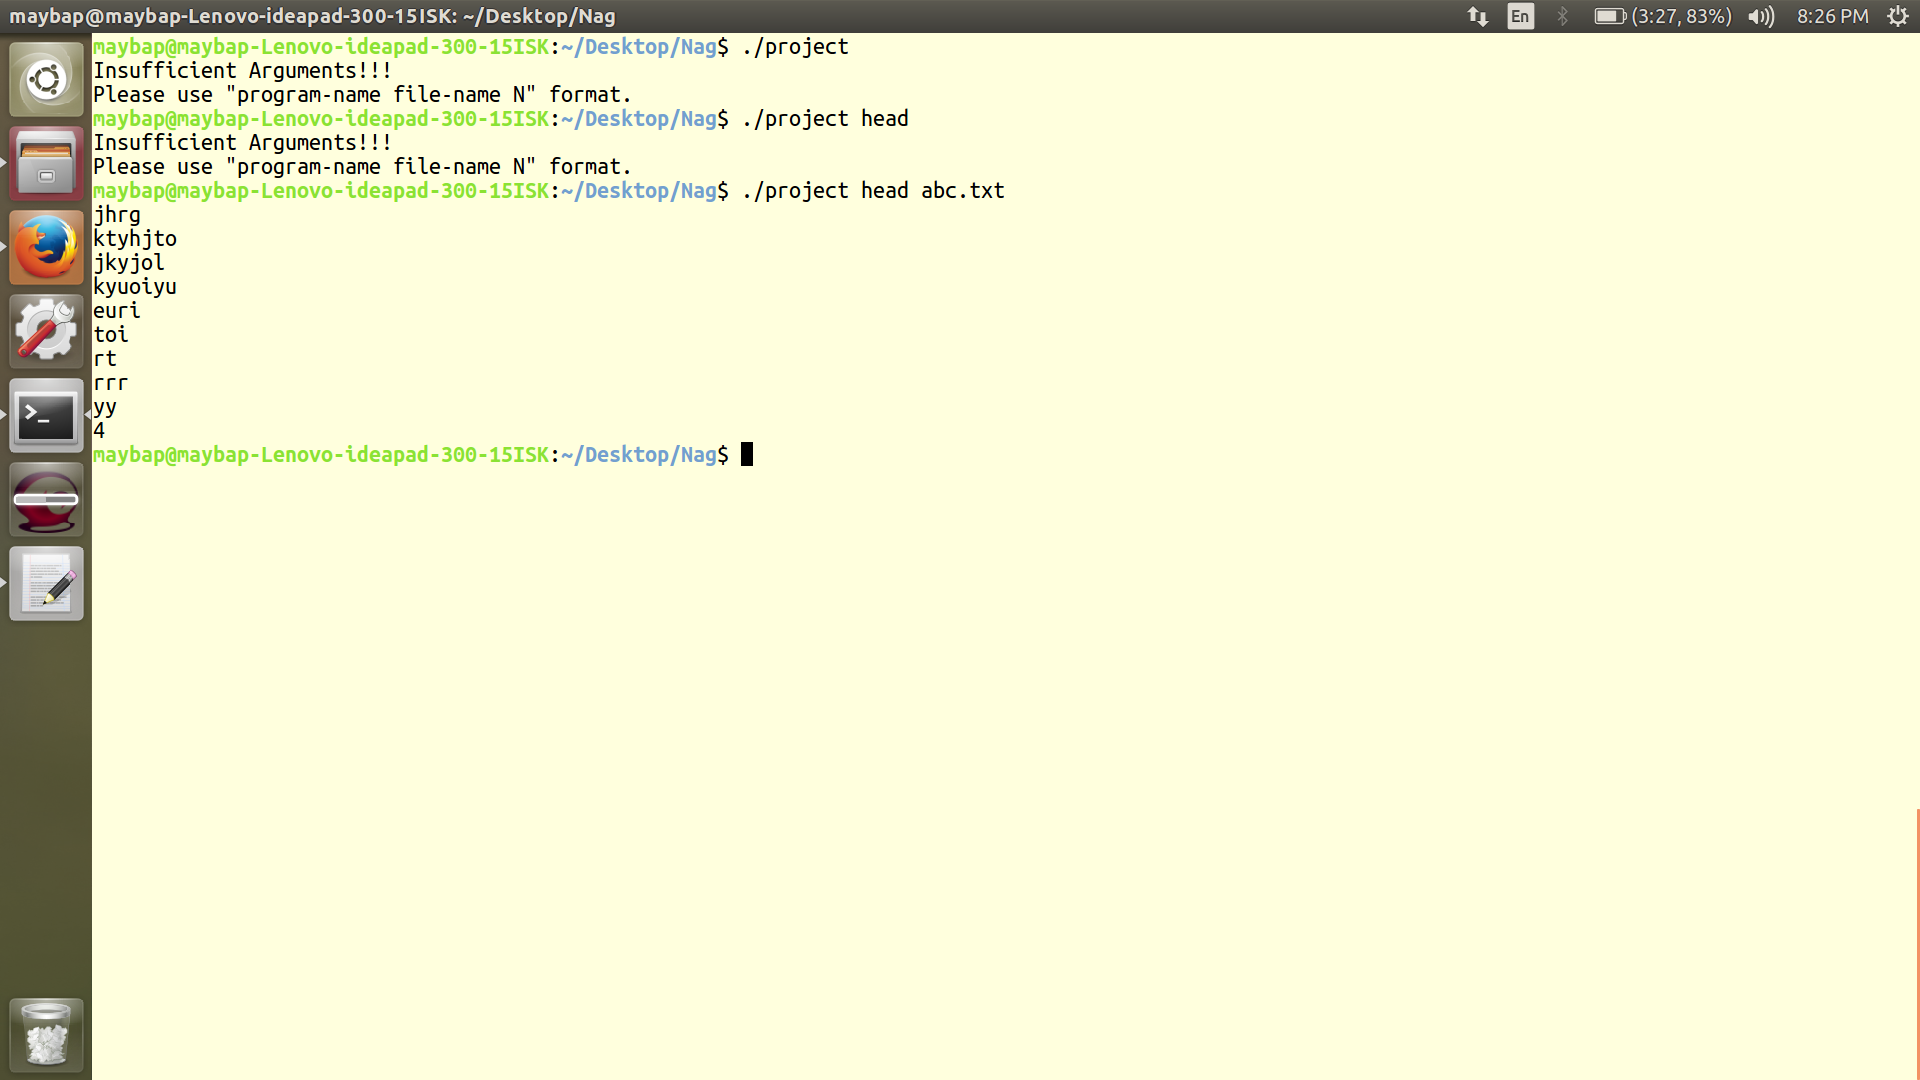 maybap@maybap-Lenovo-ideapad-300-15ISK: ~/Desktop/Nag
En
(3:27, 83%)
8:26 PM
maybap@maybap-Lenovo-ideapad-300-15ISK:~/Desktop/Nag$ ./project
Insufficient Arguments!!!
Please use "program-name file-name N" format.
maybap@maybap-Lenovo-ideapad-300-15ISK:~/Desktop/Nag$ ./project head
Insufficient Arguments!!!
Please use "program-name file-name N" format.
maybap@maybap-Lenovo-ideapad-300-15ISK:~/Desktop/Nag$ ./project head abc.txt
jhrg
ktyhjto
jkyjol
kyuoiyu
euri
toi
rt
rrr
yy
4
maybap@maybap-Lenovo-ideapad-300-15ISK:~/Desktop/Nag$